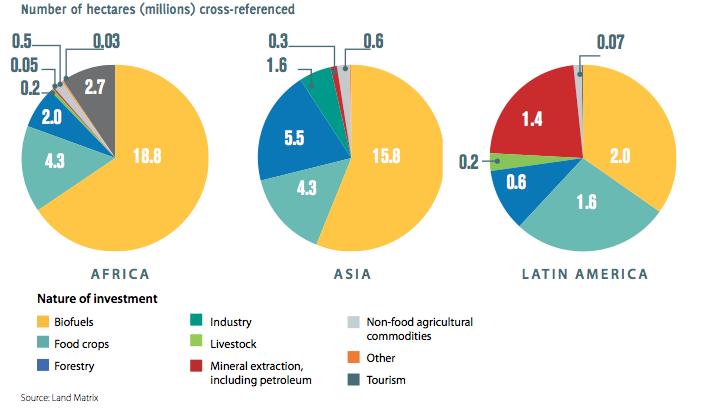 Number of hectares (millions) cross-referenced
0.5
0.03
0.05
0.2
2.7
2.0
4.3
18.8
AFRICA
0.3
0.6
1.6
5.5
4.3
15.8
ASIA
0.07
1.4
0.2
0.6
2.0
1.6
LATIN AMERICA
Nature of investment
Biofuels
Food crops
Forestry
Industry
Livestock
Mineral extraction,
including petroleum
Non-food agricultural
commodities
Other
Tourism
Source: Land Matrix